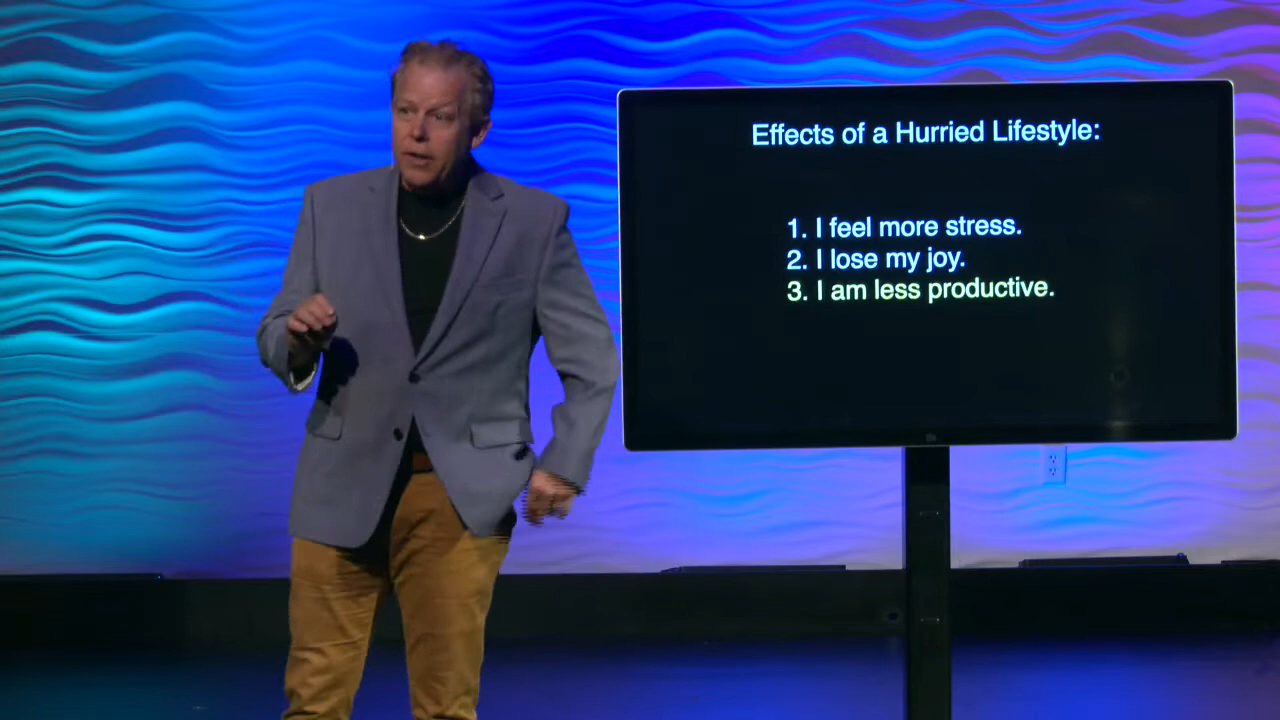 Effects of a Hurried Lifestyle:
1. I feel more stress.
2. I lose my joy.
3. I am less productive.